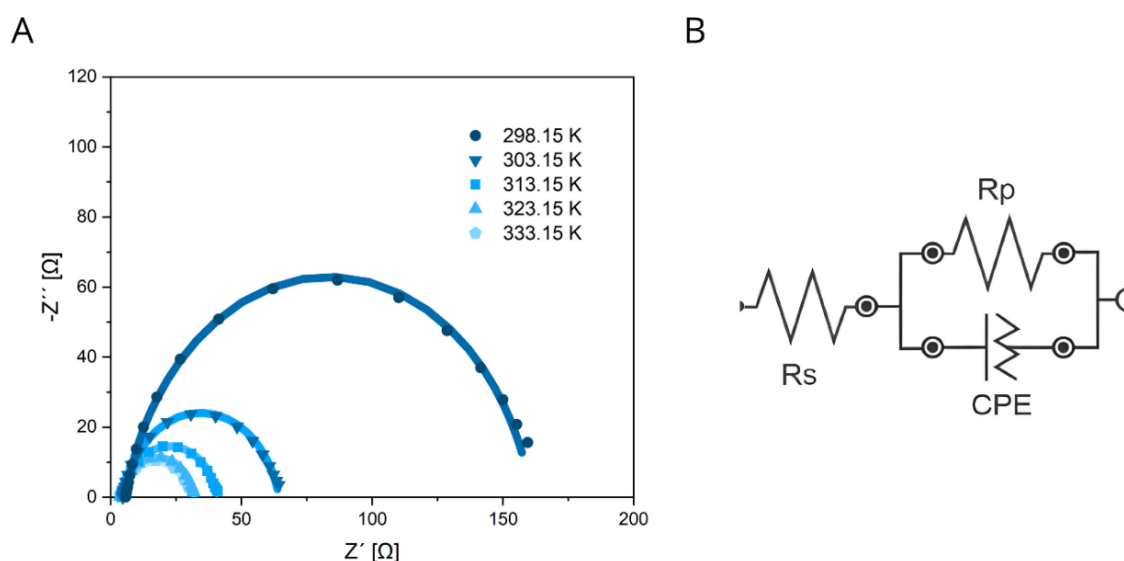 A
B
120
100
80
60
40
20
0
-Z´´ [Ω]
298.15 K
303.15 K
313.15 K
323.15 K
333.15 K
0
50
100
150
200
Z´ [Ω]
Rp
Rs
CPE